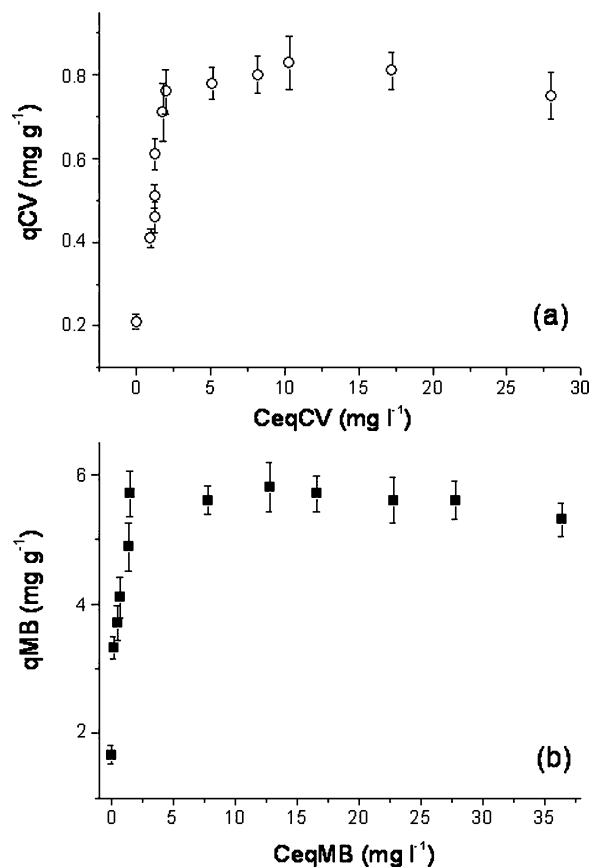 0.8
0.6
0.4
0.2
qCV (mg g⁻¹)
(a)
0 5 10 15 20 25 30
CeqCV (mg l⁻¹)
6
4
2
qMB (mg g⁻¹)
(b)
0 5 10 15 20 25 30 35
CeqMB (mg l⁻¹)